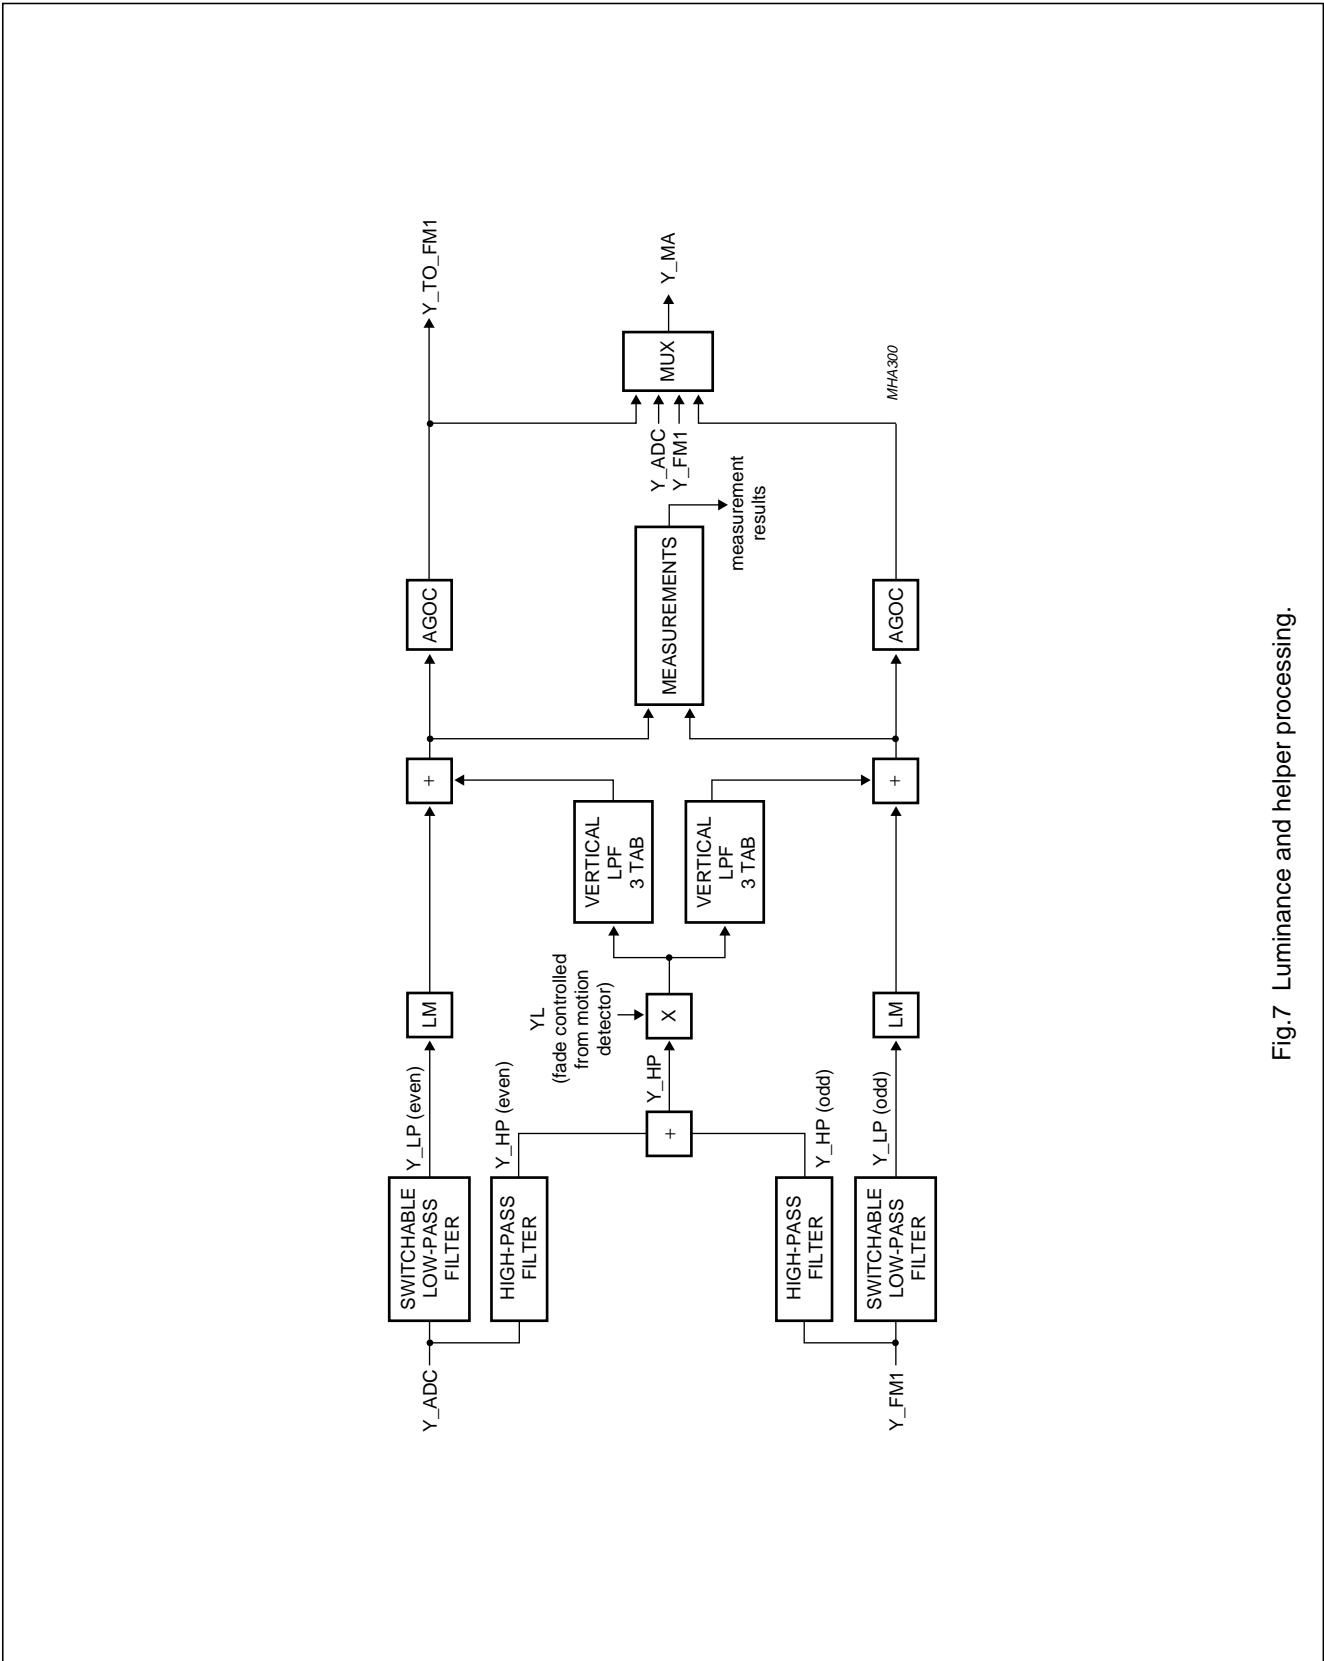 Y_ADC
SWITCHABLE
LOW-PASS
FILTER
Y_LP (even)
LM
+
AGOC
Y_TO_FM1
HIGH-PASS
FILTER
Y_HP (even)
+
Y_HP
YL
(fade controlled
from motion
detector)
X
VERTICAL
LPF
3 TAB
VERTICAL
LPF
3 TAB
MEASUREMENTS
measurement
results
Y_ADC
Y_FM1
MUX
Y_MA
HIGH-PASS
FILTER
Y_HP (odd)
Y_FM1
SWITCHABLE
LOW-PASS
FILTER
Y_LP (odd)
LM
+
AGOC
MHA300
Fig.7 Luminance and helper processing.